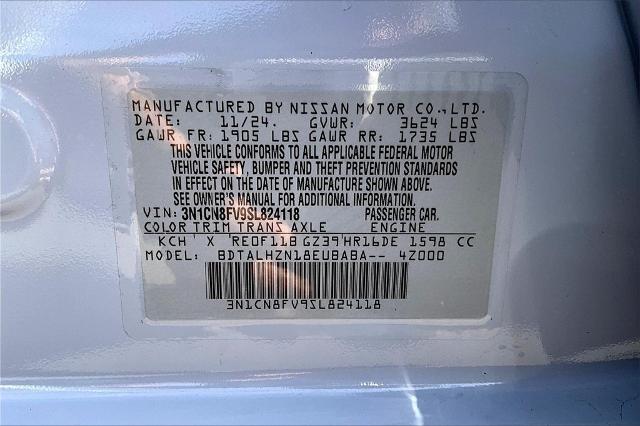 MANUFACTURED BY NISSAN MOTOR CO.,LTD.
DATE: 11/24. GVWR: 3624 LBS
GAWR FR: 1905 LBS GAWR RR: 1735 LBS
THIS VEHICLE CONFORMS TO ALL APPLICABLE FEDERAL MOTOR
VEHICLE SAFETY, BUMPER AND THEFT PREVENTION STANDARDS
IN EFFECT ON THE DATE OF MANUFACTURE SHOWN ABOVE.
SEE OWNER'S MANUAL FOR ADDITIONAL INFORMATION.
VIN: 3N1CN8FV9SL824118 PASSENGER CAR.
COLOR TRIM TRANS AXLE ENGINE
KCH X RE0F11B GZ39 HR16DE 1598 CC
MODEL: BDTALHZN18EUBABA-- 4Z000
3N1CN8FV9SL824118